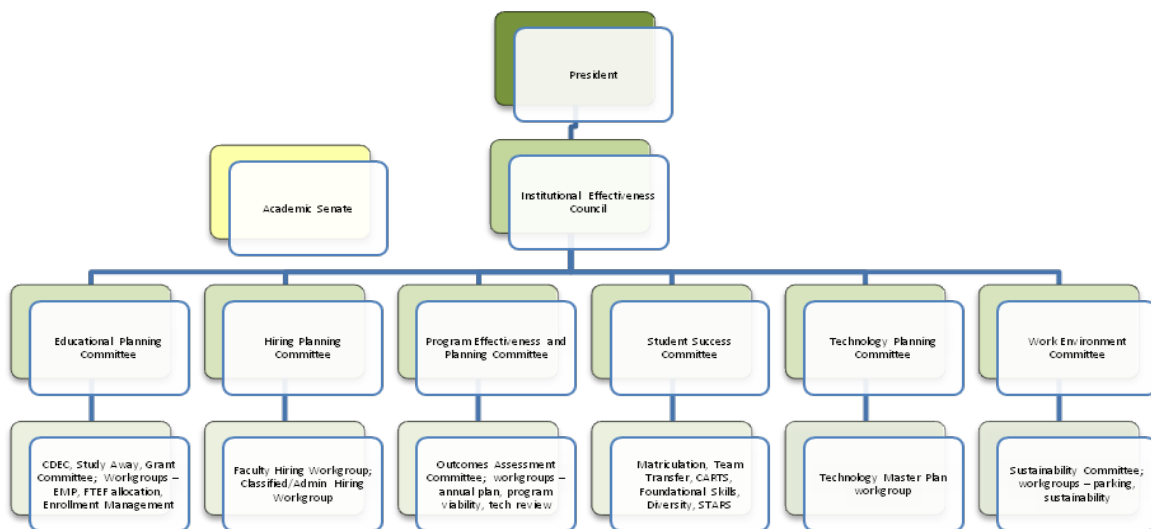 President
Academic Senate
Institutional Effectiveness
Council
Educational Planning
Committee
Hiring Planning
Committee
Program Effectiveness and
Planning Committee
Student Success
Committee
Technology Planning
Committee
Work Environment
Committee
CDEC, Study Away, Grant
Committee; Workgroups –
EMP, FTEF allocation,
Enrollment Management
Faculty Hiring Workgroup;
Classified/Admin Hiring
Workgroup
Outcomes Assessment
Committee; workgroups –
annual plan, program
viability, tech review
Matriculation, Team
Transfer, CARTS,
Foundational Skills,
Diversity, STARS
Technology Master Plan
workgroup
Sustainability Committee;
workgroups – parking,
sustainability